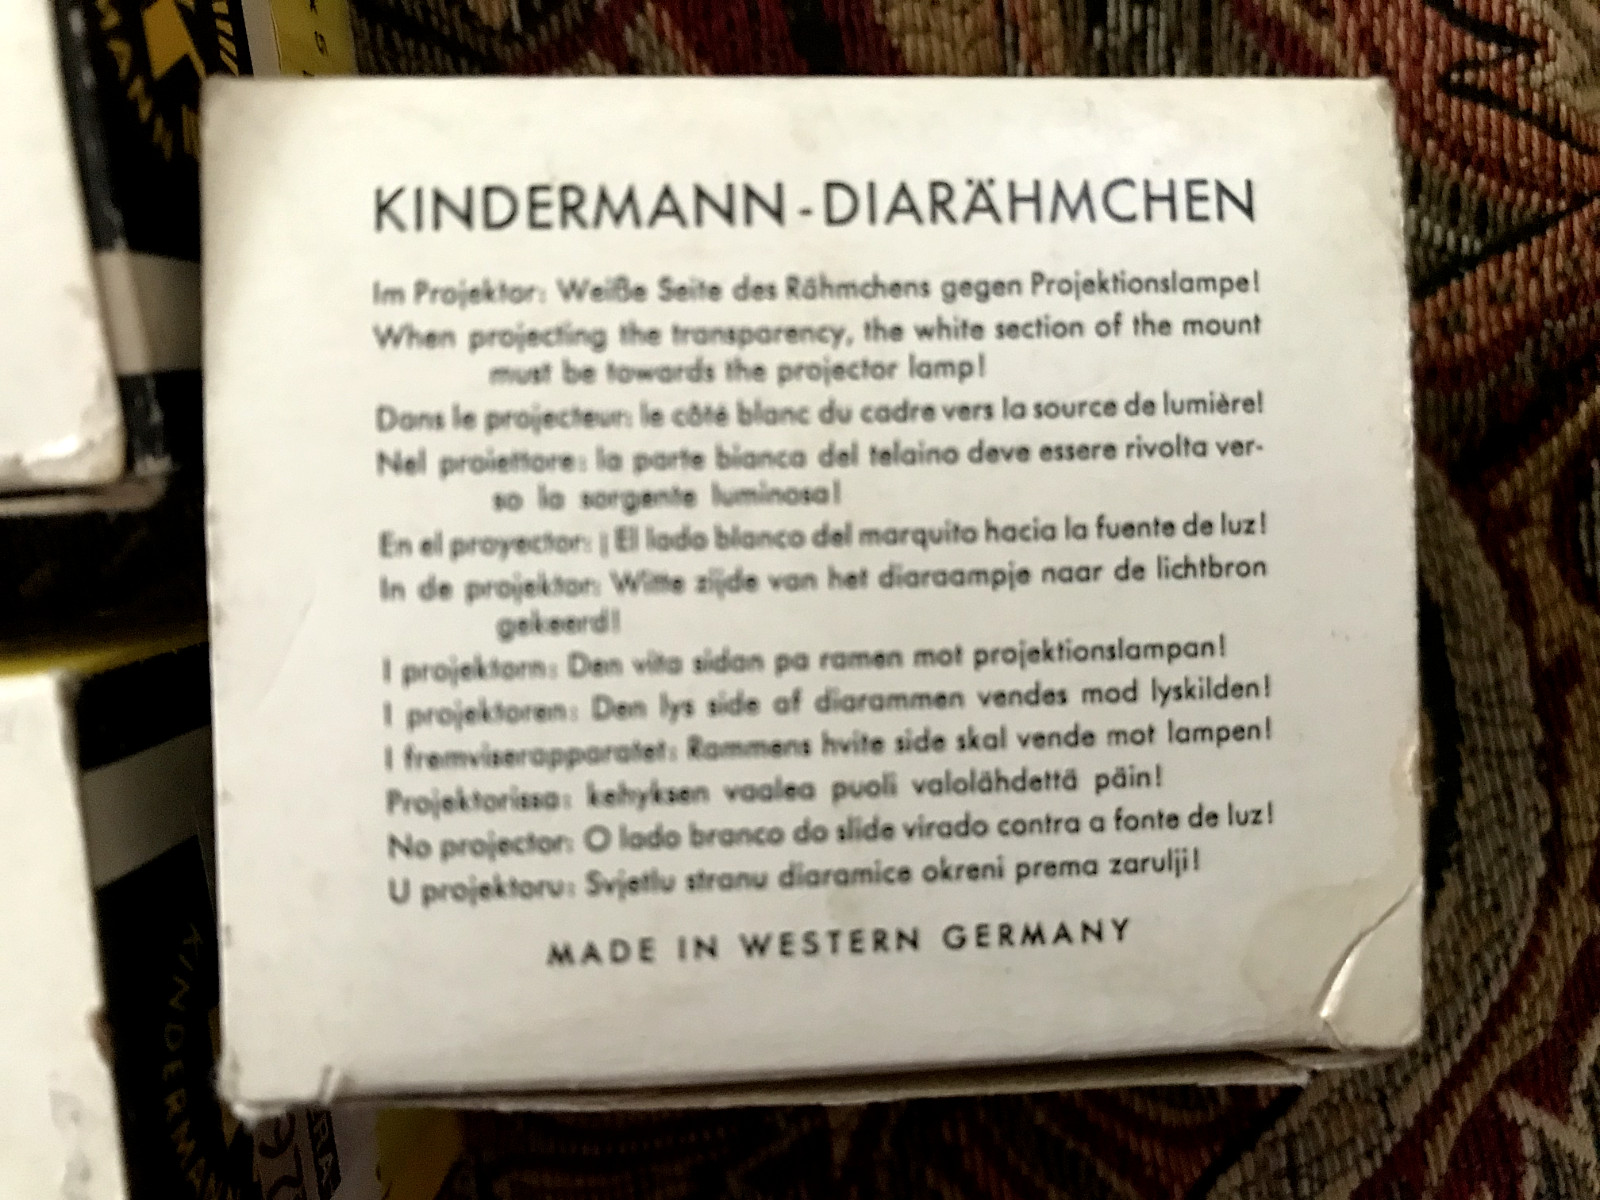 KINDERMANN-DIARÄHMCHEN
Im Projektor: Weiße Seite des Rähmchens gegen Projektionslampe!
When projecting the transparency, the white section of the mount
must be towards the projector lamp!
Dans le projecteur: le côté blanc du cadre vers la source de lumière!
Nel proiettore: la parte bianca del telaino deve essere rivolta ver-
so la sorgente luminosa!
En el proyector: ¡El lado blanco del marquito hacia la fuente de luz!
In de projektor: Witte zijde van het diaraampje naar de lichtbron
gekeerd!
I projektorn: Den vita sidan pa ramen mot projektionslampan!
I projektoren: Den lys side af diarammen vendes mod lyskilden!
I fremviserapparatet: Rammens hvite side skal vende mot lampen!
Projektorissa: kehyksen vaalea puoli valolähdettä päin!
No projector: O lado branco do slide virado contra a fonte de luz!
U projektoru: Svjetlu stranu diaramice okreni prema zarulji!
MADE IN WESTERN GERMANY
KINDERMANN